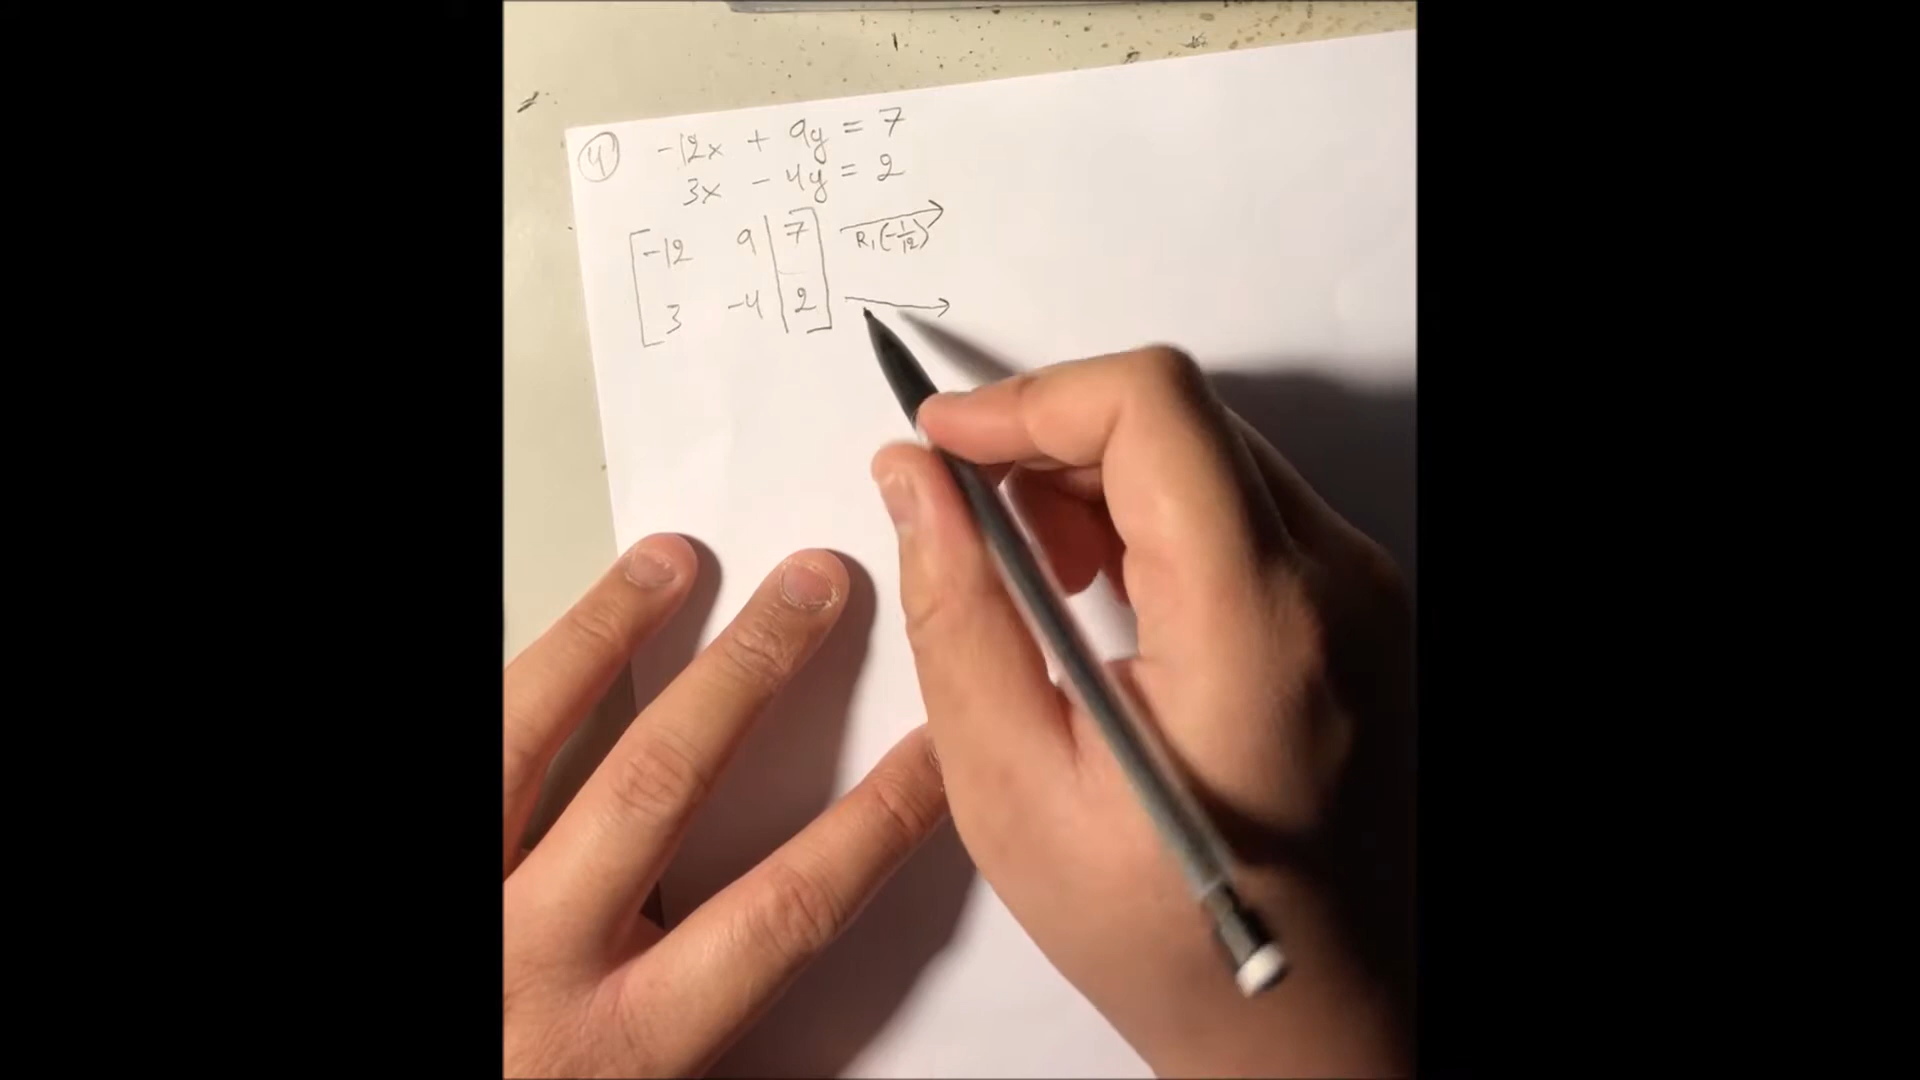 4 -12x + 9y = 7
3x - 4y = 2
[-12 9 | 7] R₁(-1/12)
[3 -4 | 2]